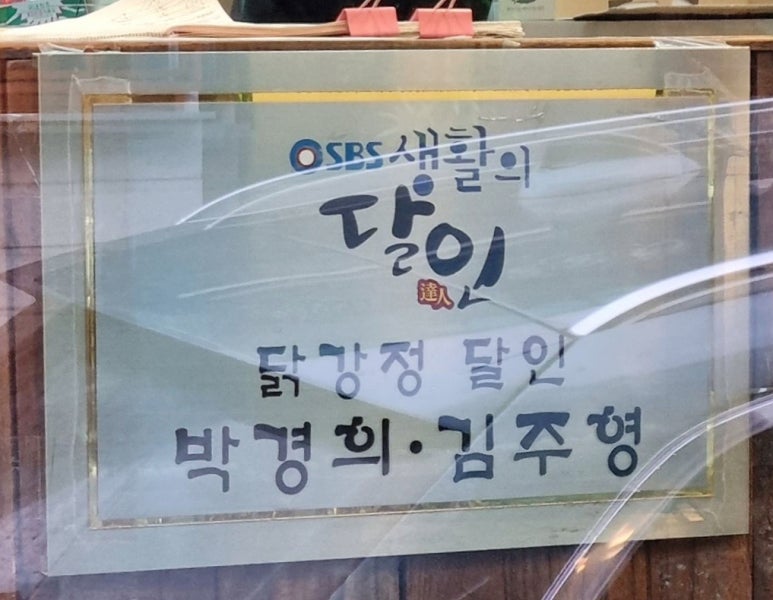 SBS 생활의
달인
達人
닭강정 달인
박경희·김주형